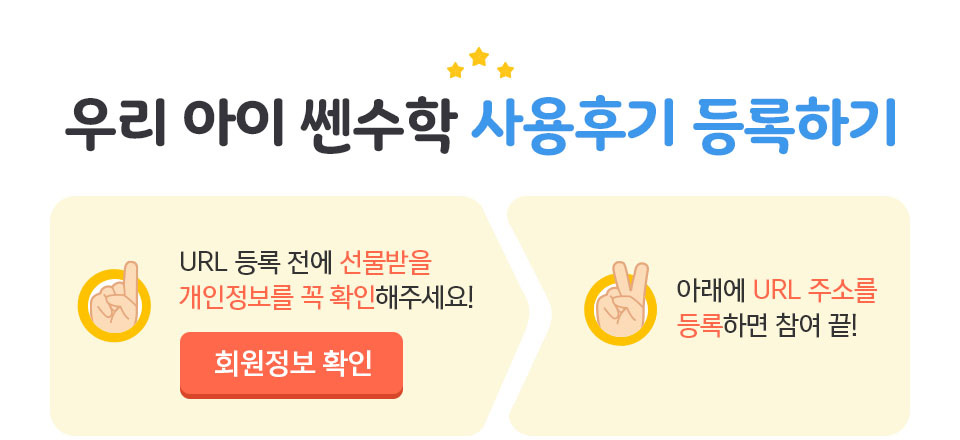 우리 아이 쎈수학 사용후기 등록하기
URL 등록 전에 선물받을
개인정보를 꼭 확인해주세요!
회원정보 확인
아래에 URL 주소를
등록하면 참여 끝!